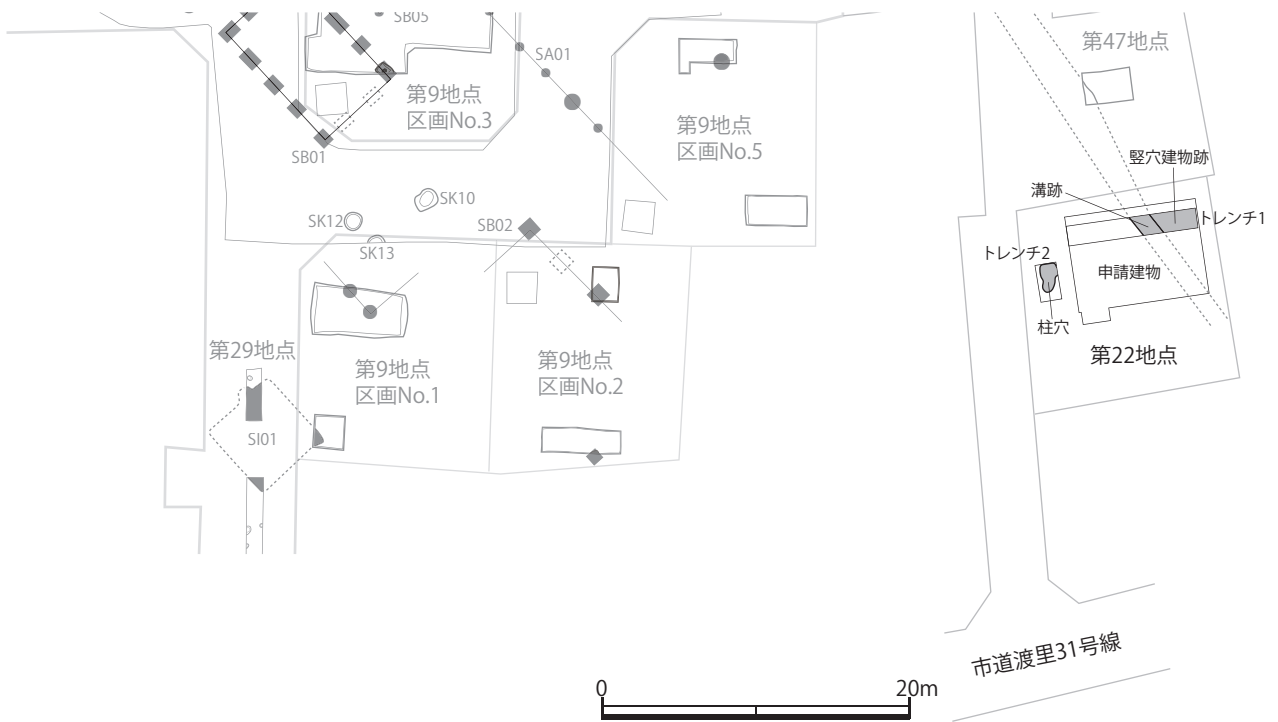 SB05
SA01
第47地点
第9地点
区画No.3
第9地点
区画No.5
SB01
竪穴建物跡
溝跡
トレンチ1
SK10
SK12
SB02
SK13
トレンチ2
申請建物
柱穴
第29地点
第9地点
区画No.1
第9地点
区画No.2
第22地点
SI01
市道渡里31号線
0
20m